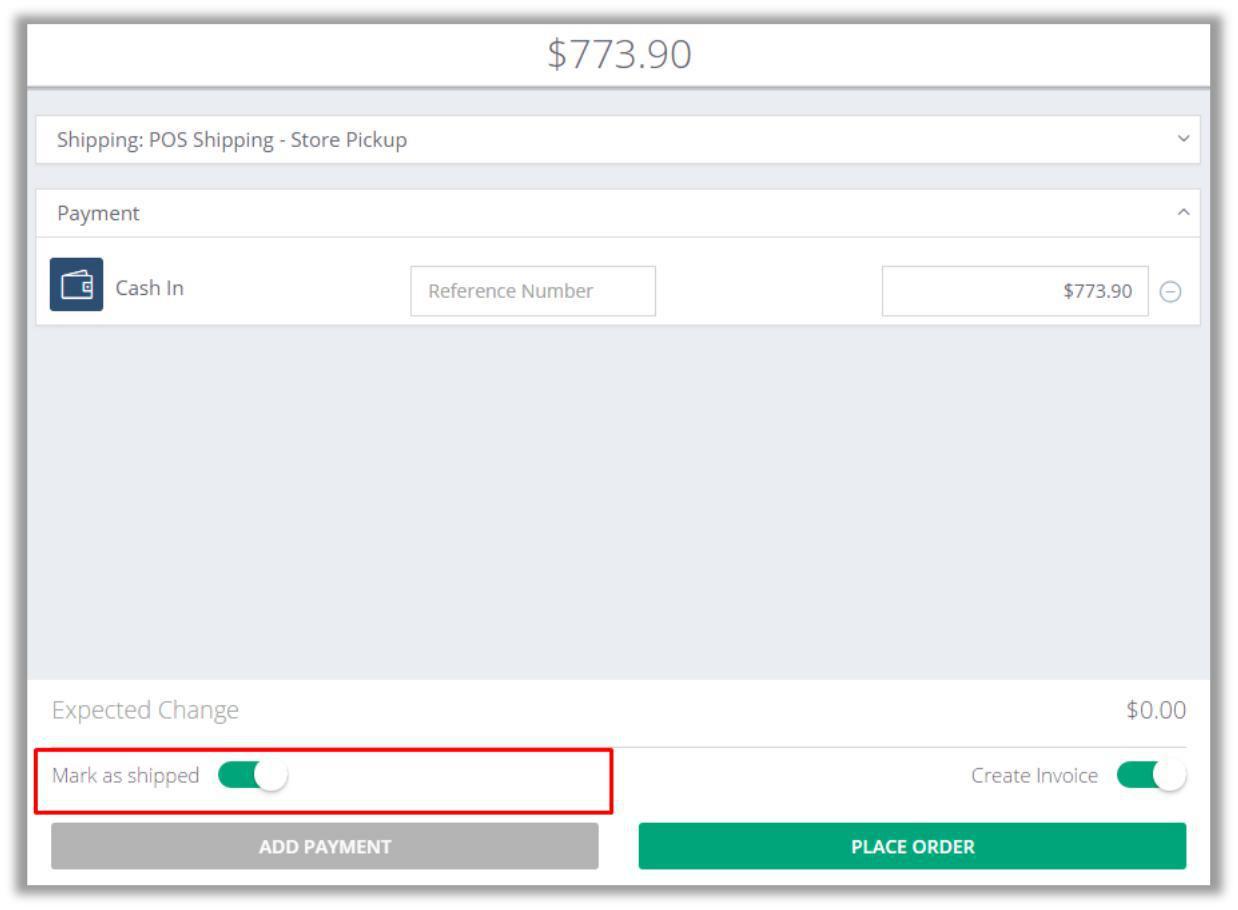 $773.90
Shipping: POS Shipping - Store Pickup
Payment
Cash In
Reference Number
$773.90
Expected Change
$0.00
Mark as shipped
Create Invoice
ADD PAYMENT
PLACE ORDER